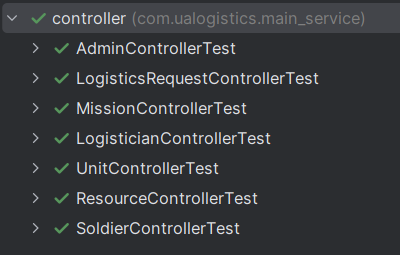 controller (com.ualogistics.main_service)
AdminControllerTest
LogisticsRequestControllerTest
MissionControllerTest
LogisticianControllerTest
UnitControllerTest
ResourceControllerTest
SoldierControllerTest